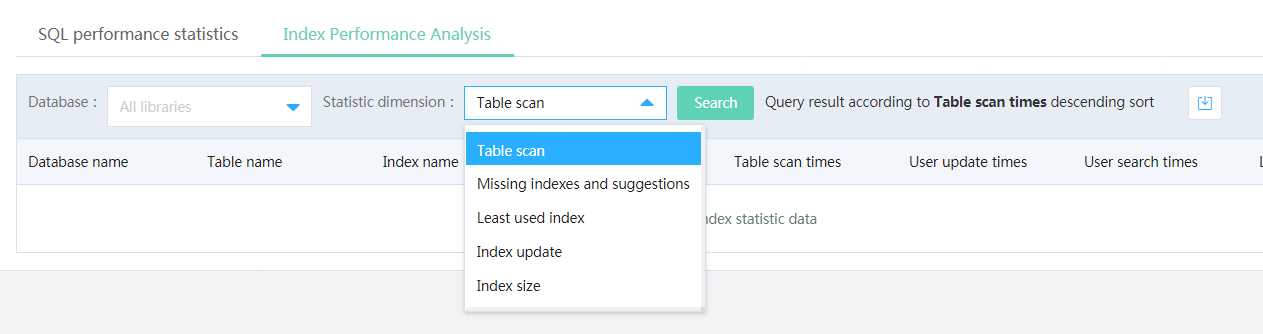 SQL performance statistics Index Performance Analysis
Database : All libraries Statistic dimension : Table scan Search Query result according to Table scan times descending sort
Database name Table name Index name Table scan times User update times User search times
Table scan
Missing indexes and suggestions
Least used index
statistic data
Index update
Index size